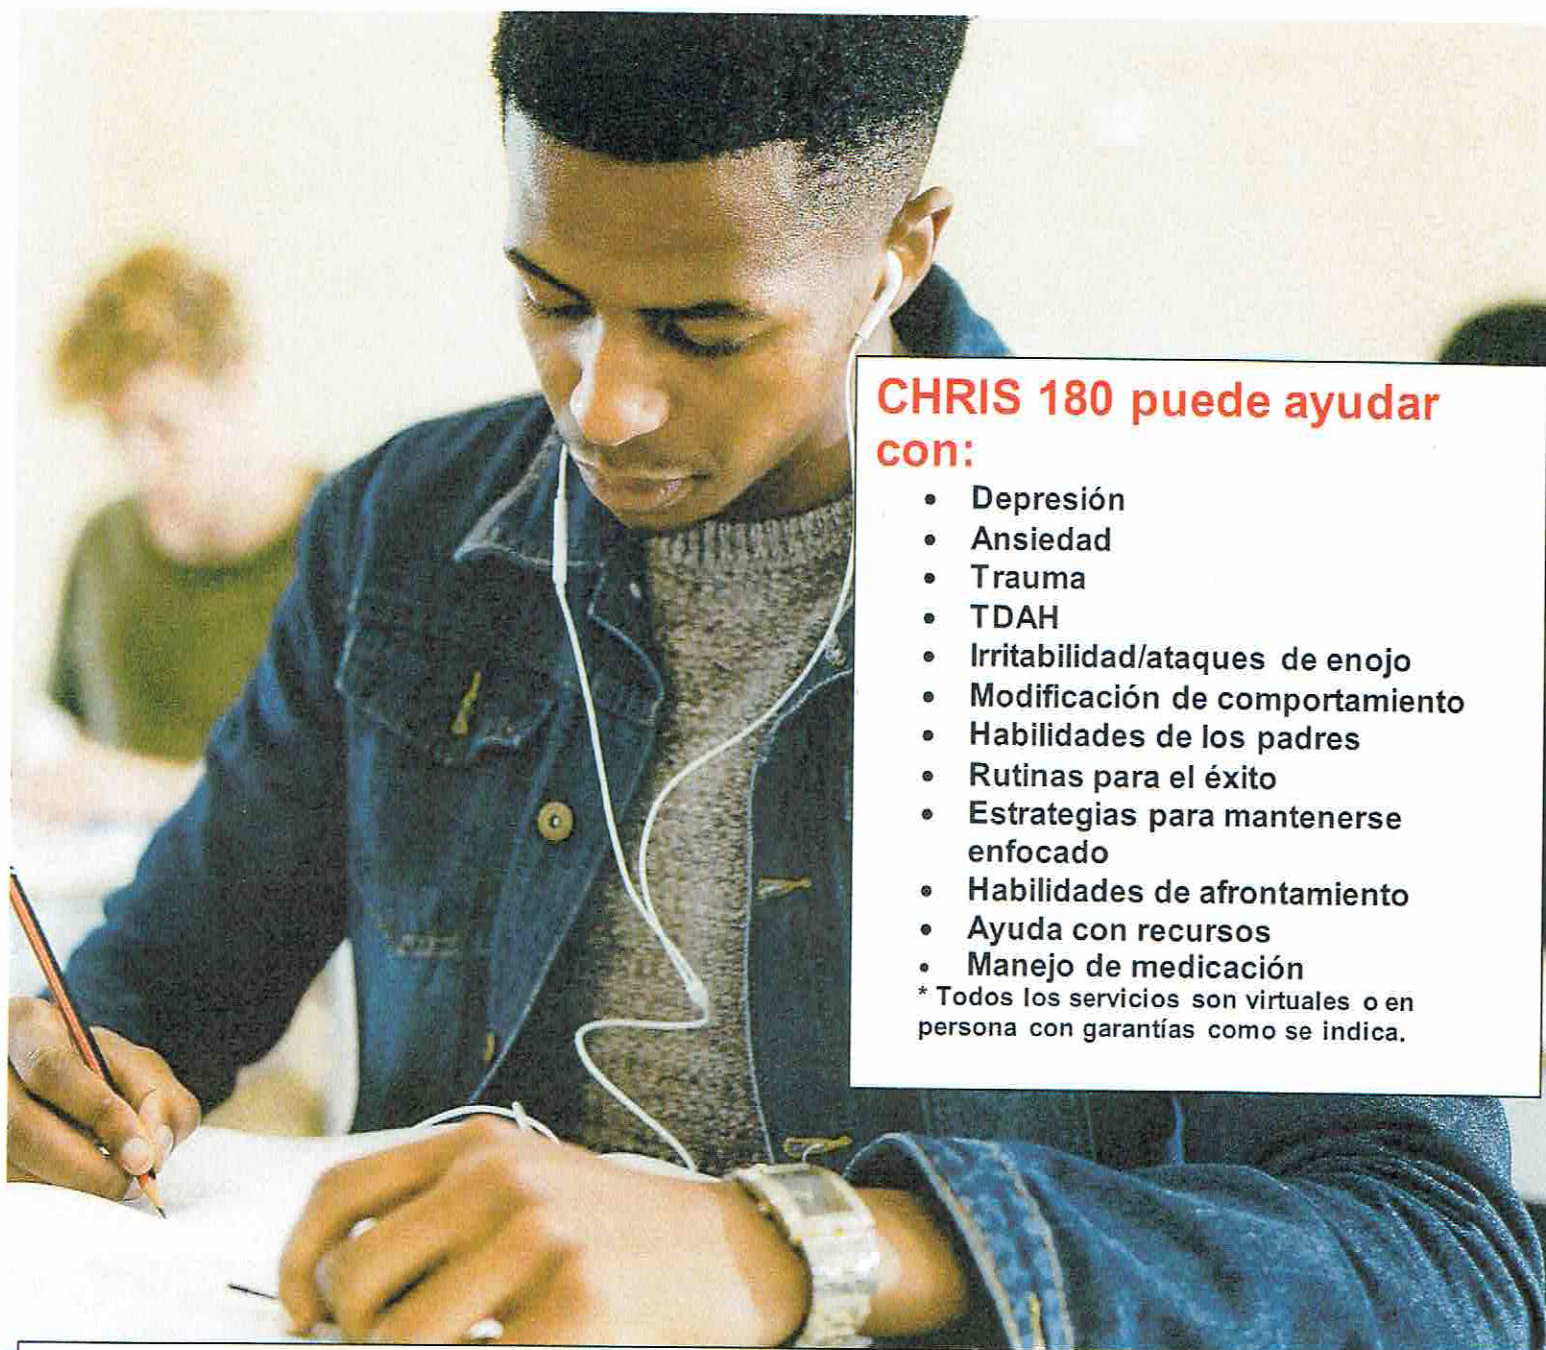 CHRIS 180 puede ayudar
con:
• Depresión
• Ansiedad
• Trauma
• TDAH
• Irritabilidad/ataques de enojo
• Modificación de comportamiento
• Habilidades de los padres
• Rutinas para el éxito
• Estrategias para mantenerse
enfocado
• Habilidades de afrontamiento
• Ayuda con recursos
• Manejo de medicación
* Todos los servicios son virtuales o en
persona con garantías como se indica.